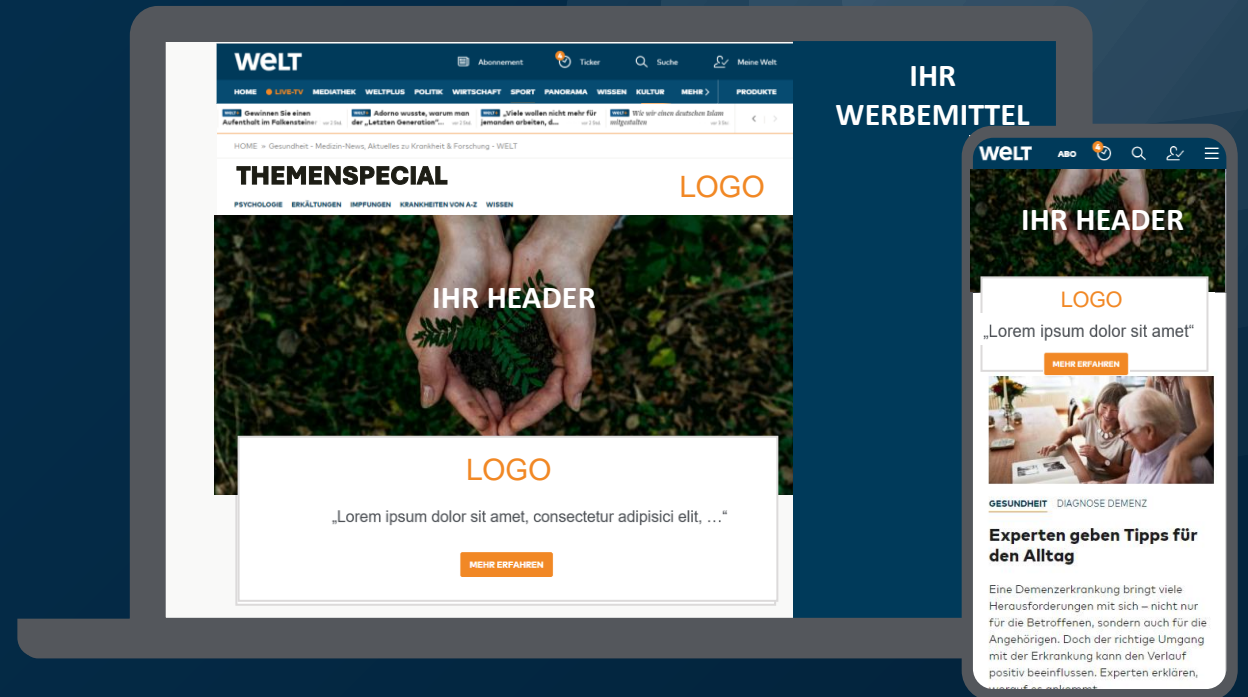 WELT
Abonnement
4
Ticker
Suche
Meine Welt
HOME LIVE-TV MEDIATHEK WELTPLUS POLITIK WIRTSCHAFT SPORT PANORAMA WISSEN KULTUR MEHR PRODUKTE
Gewinnen Sie einen
Aufenthalt im Falkensteiner
Adorno wusste, warum man
der „Letzten Generation“...
„Viele wollen nicht mehr für
jemanden arbeiten, d...
Wie wir einen deutschen Islam
mitgestalten
HOME » Gesundheit - Medizin-News, Aktuelles zu Krankheit & Forschung - WELT
THEMENSPECIAL
LOGO
PSYCHOLOGIE ERKÄLTUNGEN IMPFUNGEN KRANKHEITEN VON A-Z WISSEN
IHR HEADER
LOGO
„Lorem ipsum dolor sit amet, consectetur adipisici elit, …“
MEHR ERFAHREN
IHR
WERBEMITTEL
WELT ABO 4
IHR HEADER
LOGO
„Lorem ipsum dolor sit amet“
MEHR ERFAHREN
GESUNDHEIT DIAGNOSE DEMENZ
Experten geben Tipps für
den Alltag
Eine Demenzerkrankung bringt viele
Herausforderungen mit sich – nicht nur
für die Betroffenen, sondern auch für die
Angehörigen. Doch der richtige Umgang
mit der Erkrankung kann den Verlauf
positiv beeinflussen. Experten erklären,
worauf es ankommt.